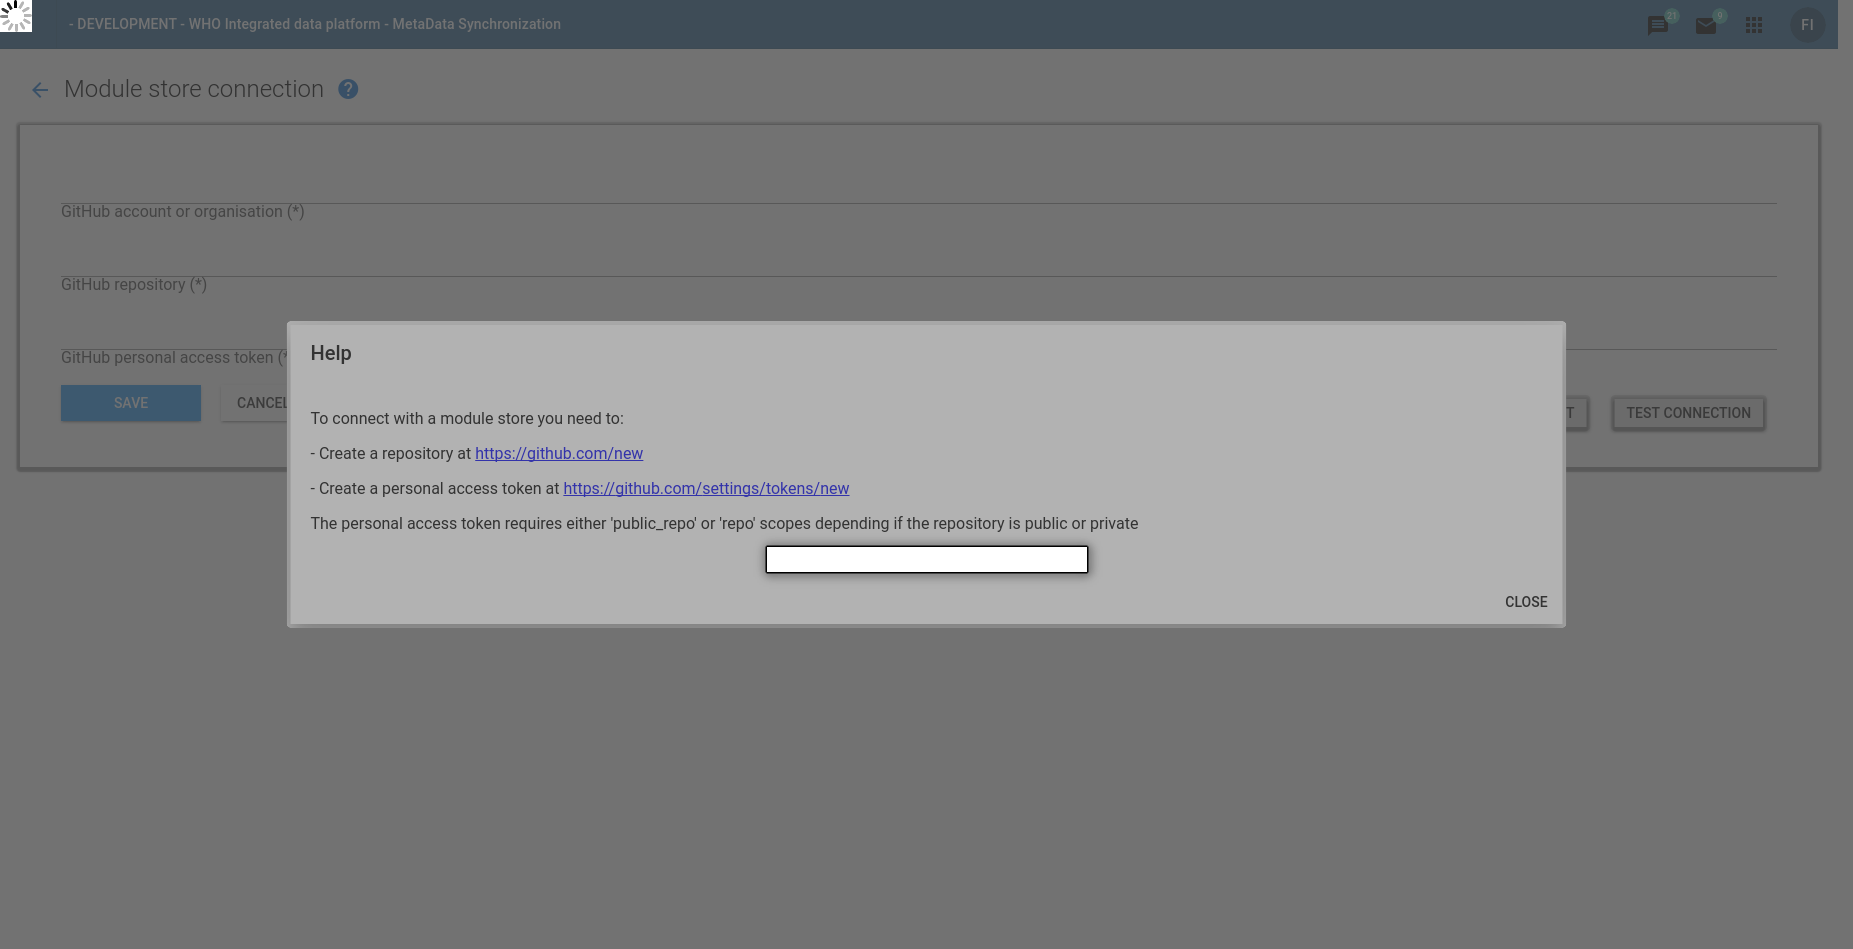 - DEVELOPMENT - WHO Integrated data platform - MetaData Synchronization
21
9
FI
Module store connection
?
GitHub account or organisation (*)
GitHub repository (*)
GitHub personal access token (*
SAVE
CANCEL
T
TEST CONNECTION
Help
To connect with a module store you need to:
- Create a repository at https://github.com/new
- Create a personal access token at https://github.com/settings/tokens/new
The personal access token requires either 'public_repo' or 'repo' scopes depending if the repository is public or private
CLOSE